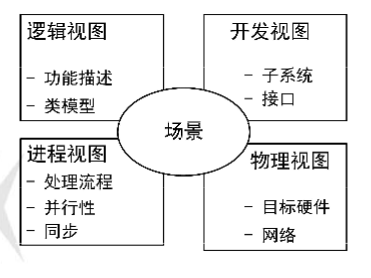 逻辑视图
- 功能描述
- 类模型
开发视图
- 子系统
- 接口
场景
进程视图
- 处理流程
- 并行性
- 同步
物理视图
- 目标硬件
- 网络